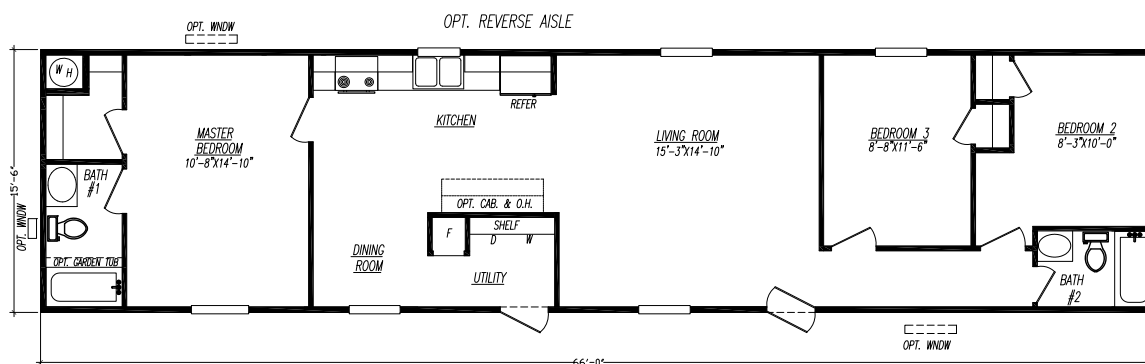 OPT. REVERSE AISLE
OPT. WNDW
W H
MASTER
BEDROOM
10'-8"X14'-10"
KITCHEN
REFER
LIVING ROOM
15'-3"X14'-10"
BEDROOM 3
8'-8"X11'-6"
BEDROOM 2
8'-3"X10'-0"
15'-6"
OPT. WNDW
BATH
#1
OPT. GARDEN TUB
OPT. CAB. & O.H.
F
SHELF
D W
DINING
ROOM
UTILITY
BATH
#2
OPT. WNDW